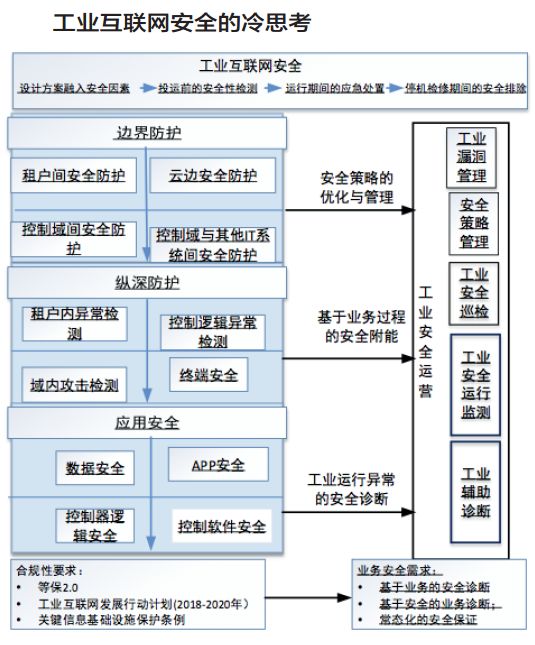 工业互联网安全的冷思考
工业互联网安全
设计方案融入安全因素
投运前的安全性检测
运行期间的应急处置
停机检修期间的安全排除
边界防护
租户间安全防护
云边安全防护
控制域间安全防
护
控制域与其他IT系
统间安全防护
纵深防护
租户内异常检
测
控制逻辑异常
检测
域内攻击检测
终端安全
应用安全
数据安全
APP安全
控制器逻
辑安全
控制软件安全
安全策略的
优化与管理
基于业务过程
的安全附能
工业运行异常
的安全诊断
工
业
安
全
运
营
工业
漏洞
管理
安全
策略
管理
工业
安全
巡检
工业
安全
运行
监测
工业
辅助
诊断
合规性要求：
• 等保2.0
• 工业互联网发展行动计划(2018-2020年）
• 关键信息基础设施保护条例
业务安全需求：
• 基于业务的安全诊断
• 基于安全的业务诊断；
• 常态化的安全保证